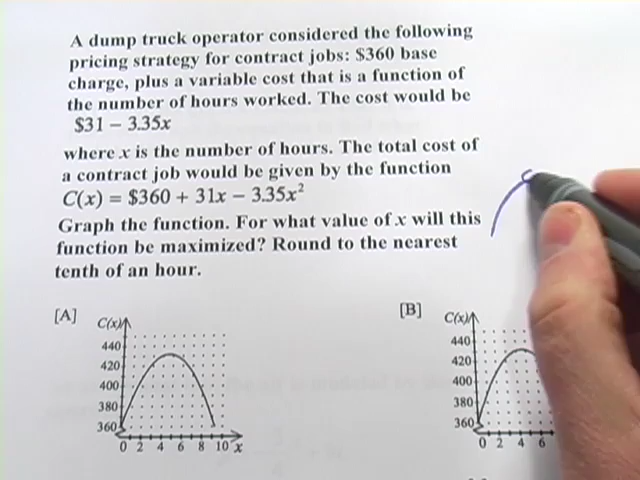 A dump truck operator considered the following
pricing strategy for contract jobs: $360 base
charge, plus a variable cost that is a function of
the number of hours worked. The cost would be
$31 – 3.35x
where x is the number of hours. The total cost of
a contract job would be given by the function
C(x) = $360 + 31x – 3.35x²
Graph the function. For what value of x will this
function be maximized? Round to the nearest
tenth of an hour.
[A]
C(x)
440
420
400
380
360
0 2 4 6 8 10 x
[B]
C(x)
440
420
400
380
360
0 2 4 6